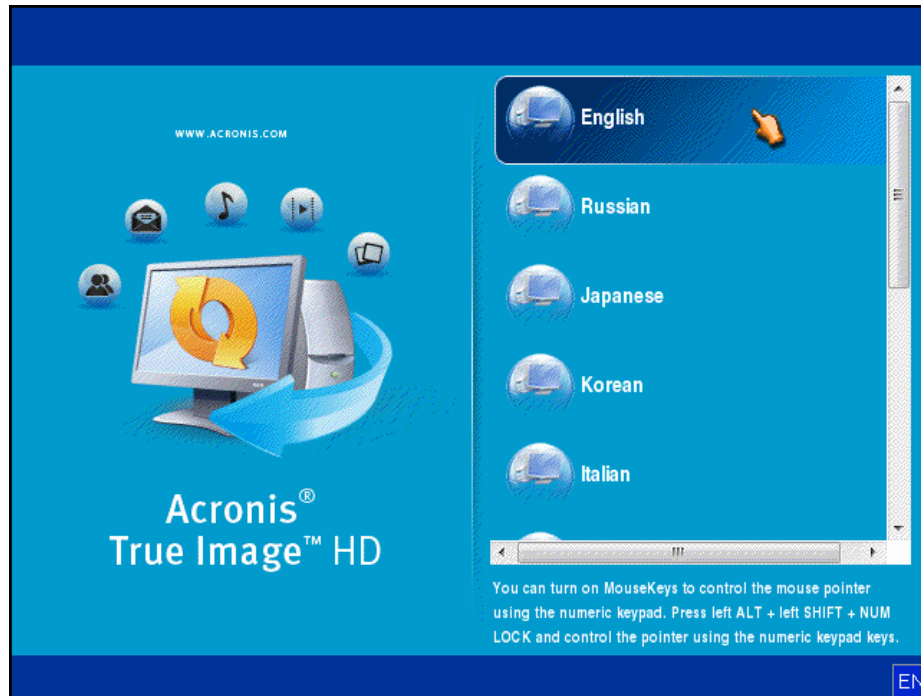 WWW.ACRONIS.COM
Acronis®
True Image™ HD
English
Russian
Japanese
Korean
Italian
You can turn on MouseKeys to control the mouse pointer
using the numeric keypad. Press left ALT + left SHIFT + NUM
LOCK and control the pointer using the numeric keypad keys.
EN